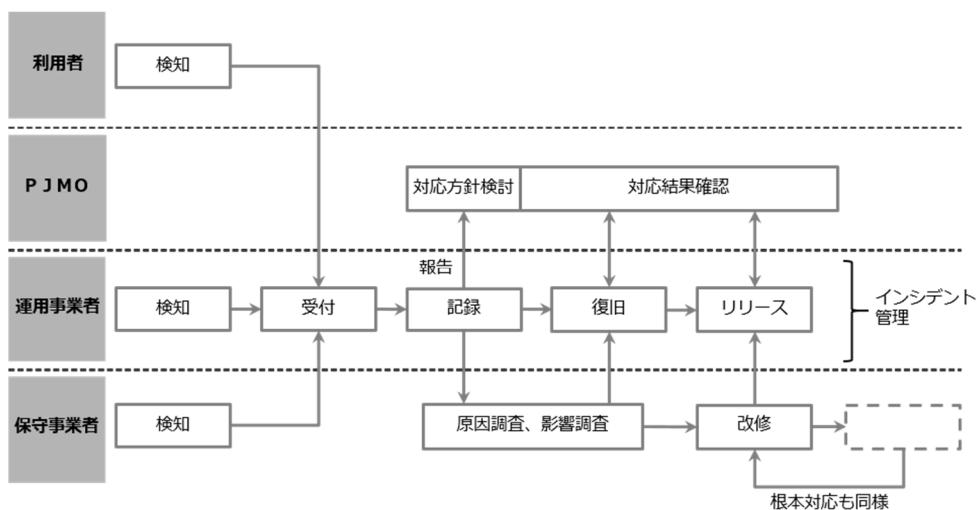 利用者
検知
ＰＪＭＯ
対応方針検討
対応結果確認
報告
運用事業者
検知
受付
記録
復旧
リリース
インシデント
管理
保守事業者
検知
原因調査、影響調査
改修
根本対応も同様